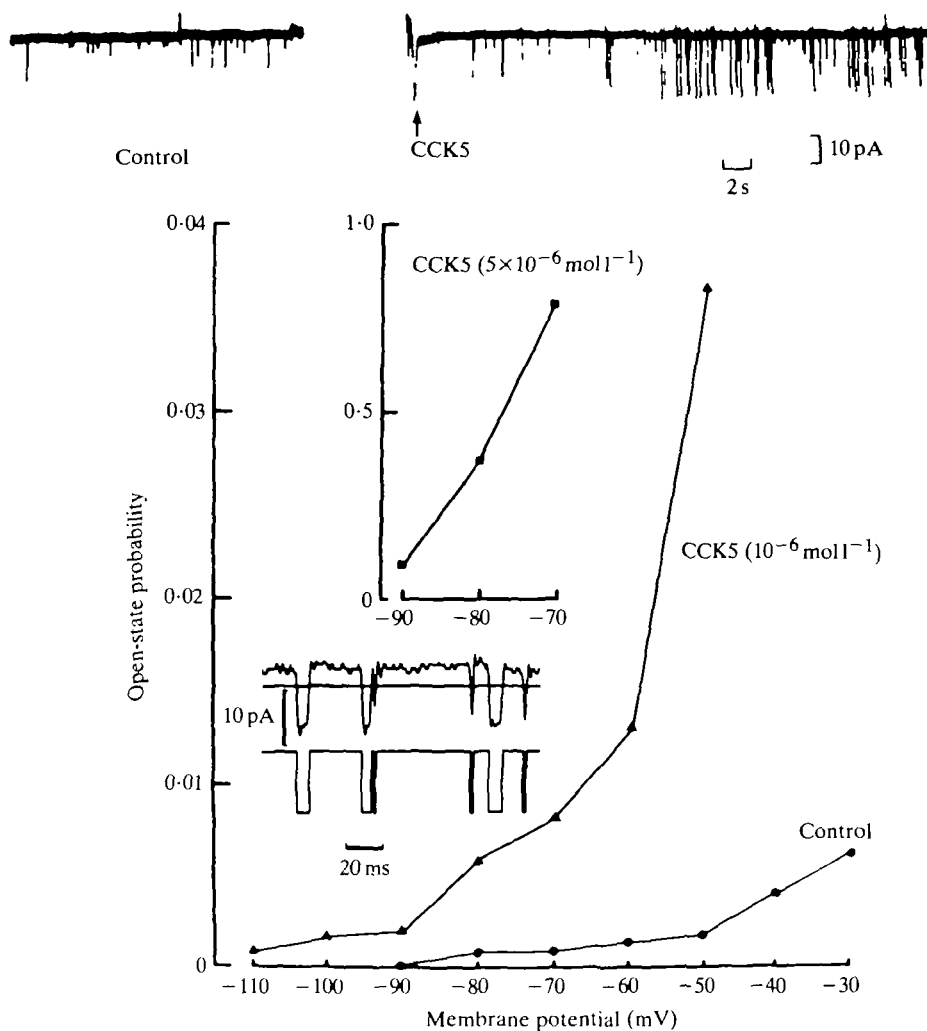 Control
CCK5
10 pA
2 s
0·04
0·03
0·02
0·01
0
Open-state probability
1·0
0·5
0
−90
−80
−70
CCK5 (5×10⁻⁶ mol l⁻¹)
CCK5 (10⁻⁶ mol l⁻¹)
10 pA
20 ms
Control
−110
−100
−90
−80
−70
−60
−50
−40
−30
Membrane potential (mV)